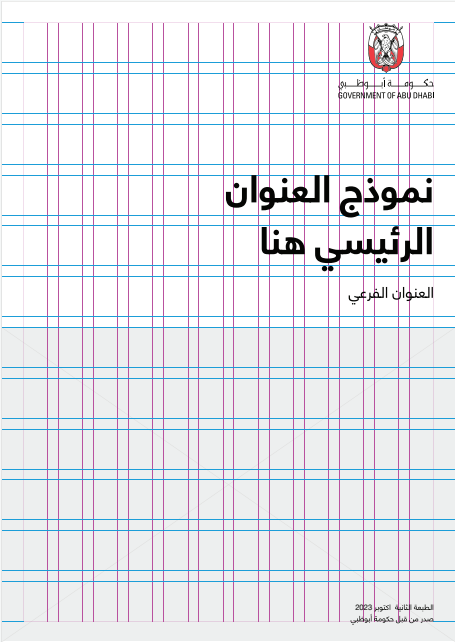 حكومة أبوظبي
GOVERNMENT OF ABU DHABI
نموذج العنوان
الرئيسي هنا
العنوان الفرعي
الطبعة الثانية اكتوبر 2023
صدر من قبل حكومة أبوظبي